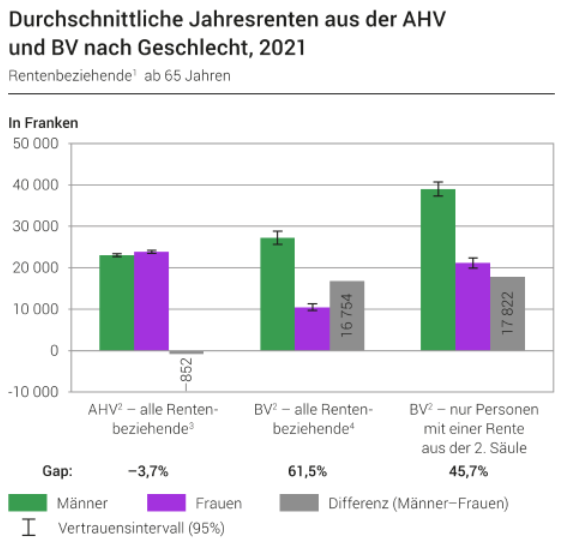 Durchschnittliche Jahresrenten aus der AHV
und BV nach Geschlecht, 2021
Rentenbeziehende¹ ab 65 Jahren
In Franken
50 000
40 000
30 000
20 000
10 000
0
-10 000
–852
16 754
17 822
AHV² – alle Renten-
beziehende³
BV² – alle Renten-
beziehende⁴
BV² – nur Personen
mit einer Rente
aus der 2. Säule
Gap: –3,7% 61,5% 45,7%
Männer Frauen Differenz (Männer–Frauen)
Vertrauensintervall (95%)